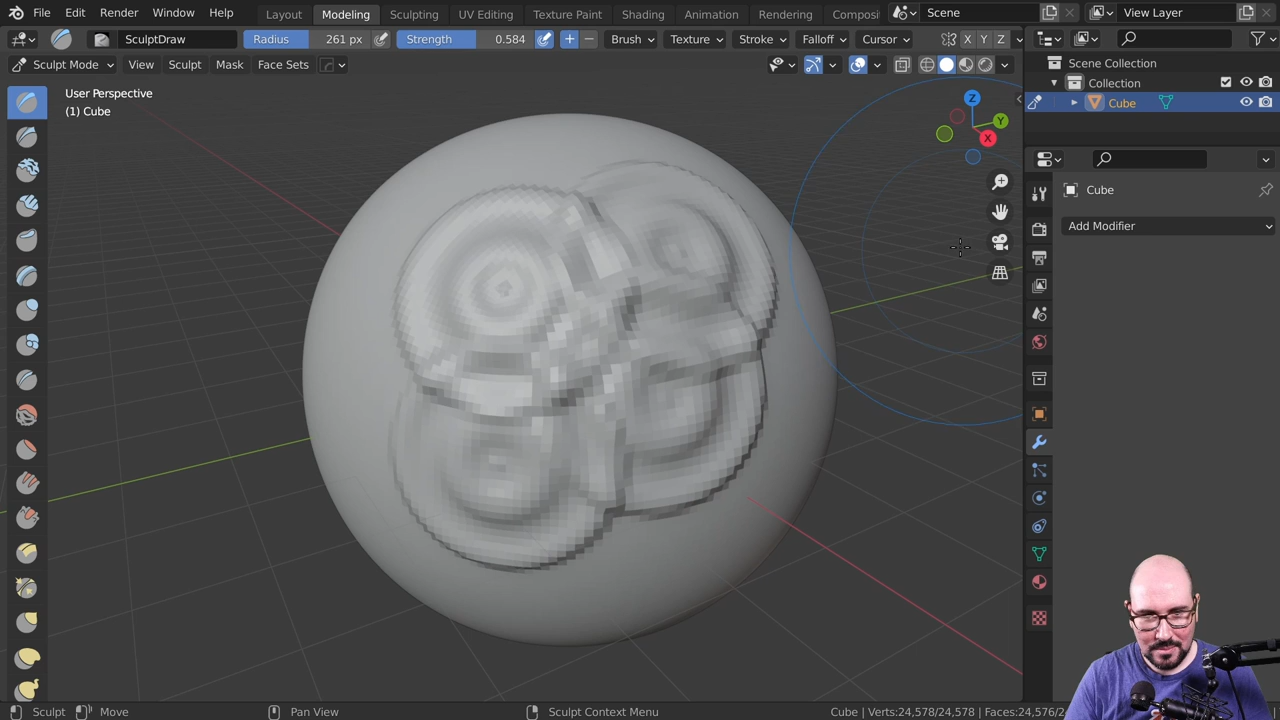 File Edit Render Window Help Layout Modeling Sculpting UV Editing Texture Paint Shading Animation Rendering Composi Scene View Layer
SculptDraw Radius 261 px Strength 0.584 Brush Texture Stroke Falloff Cursor X Y Z
Sculpt Mode View Sculpt Mask Face Sets
Scene Collection
Collection
Cube
User Perspective
(1) Cube
Z
Y
X
Cube
Add Modifier
Sculpt Move Pan View Sculpt Context Menu Cube | Verts:24,578/24,578 | Faces:24,576/24